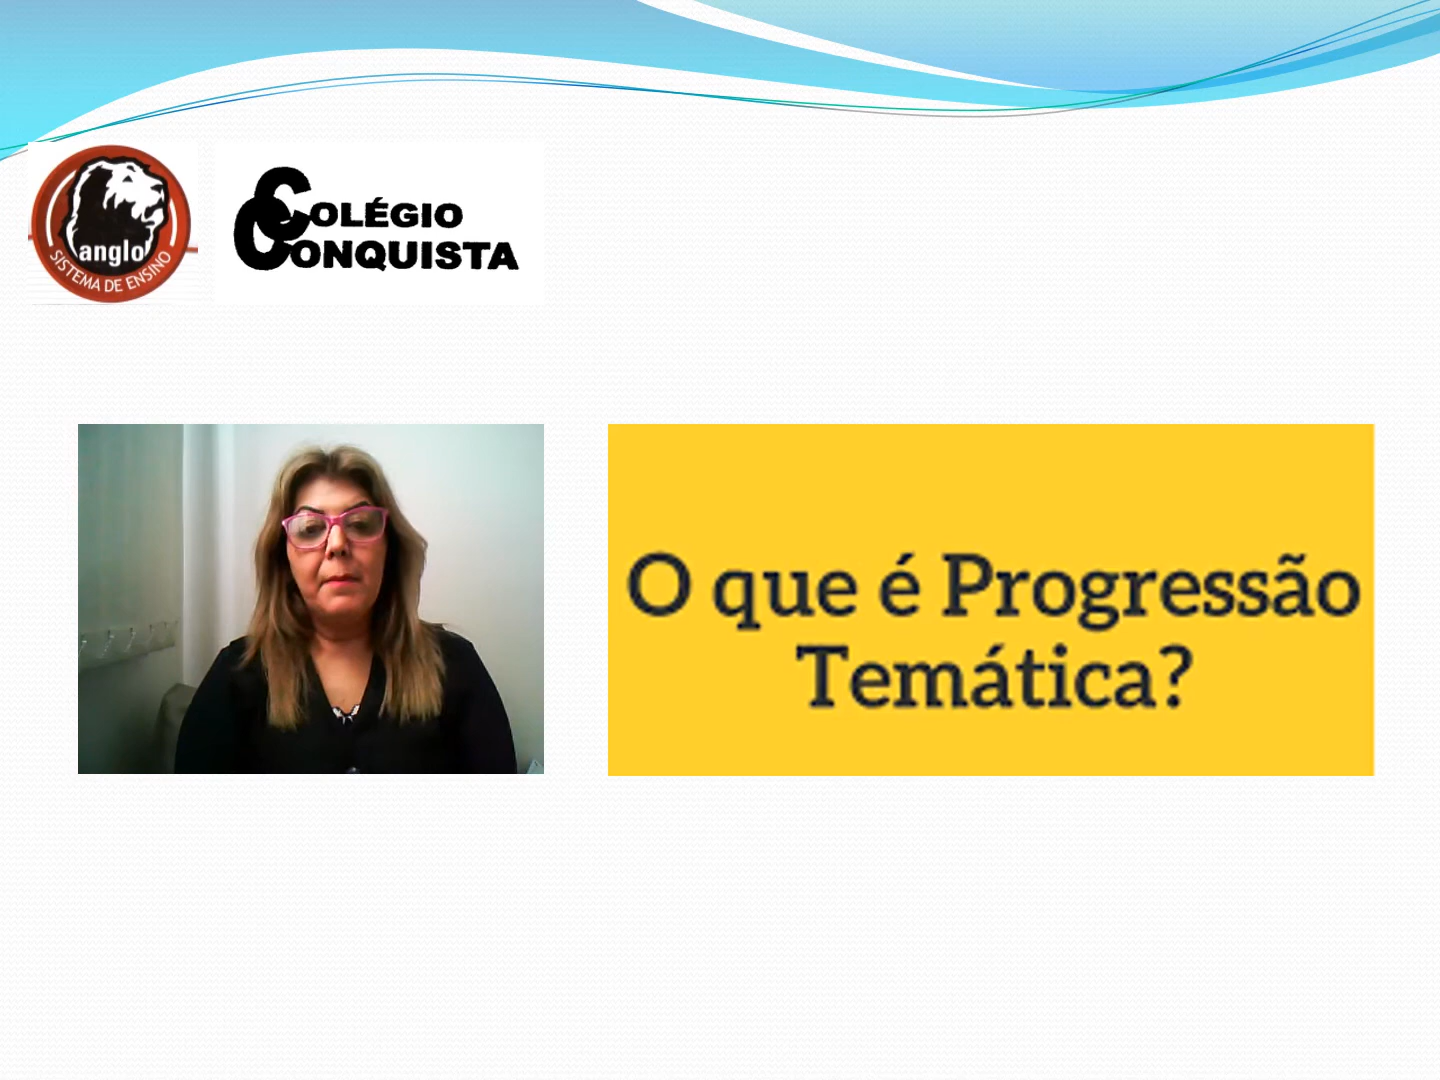 anglo
SISTEMA DE ENSINO
COLÉGIO
CONQUISTA
O que é Progressão
Temática?